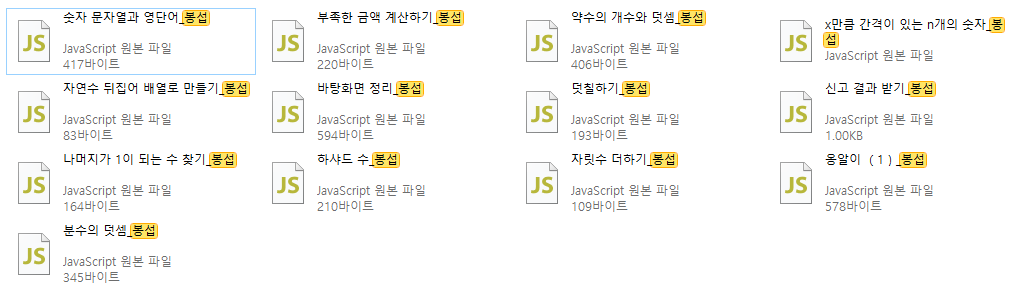 숫자 문자열과 영단어_봉섭
JavaScript 원본 파일
417바이트
부족한 금액 계산하기_봉섭
JavaScript 원본 파일
220바이트
약수의 개수와 덧셈_봉섭
JavaScript 원본 파일
406바이트
x만큼 간격이 있는 n개의 숫자_봉
섭
JavaScript 원본 파일
자연수 뒤집어 배열로 만들기_봉섭
JavaScript 원본 파일
83바이트
바탕화면 정리_봉섭
JavaScript 원본 파일
594바이트
덧칠하기_봉섭
JavaScript 원본 파일
193바이트
신고 결과 받기_봉섭
JavaScript 원본 파일
1.00KB
나머지가 1이 되는 수 찾기_봉섭
JavaScript 원본 파일
164바이트
하샤드 수_봉섭
JavaScript 원본 파일
210바이트
자릿수 더하기_봉섭
JavaScript 원본 파일
109바이트
옹알이 （1）_봉섭
JavaScript 원본 파일
578바이트
분수의 덧셈_봉섭
JavaScript 원본 파일
345바이트
JS
JS
JS
JS
JS
JS
JS
JS
JS
JS
JS
JS
JS